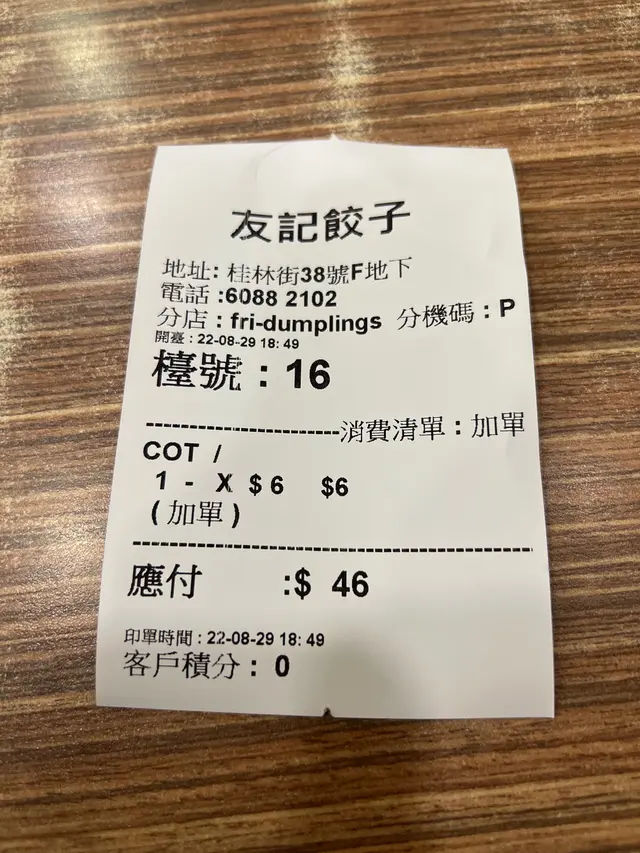 友記餃子
地址: 桂林街38號F地下
電話 :6088 2102
分店 : fri-dumplings 分機碼 : P
開臺 : 22-08-29 18: 49
檯號 : 16
--------------------消費清單 : 加單
COT /
1 - X $ 6 $6
( 加單 )
--------------------------------------------
應付 :$ 46
印單時間 : 22-08-29 18: 49
客戶積分 : 0